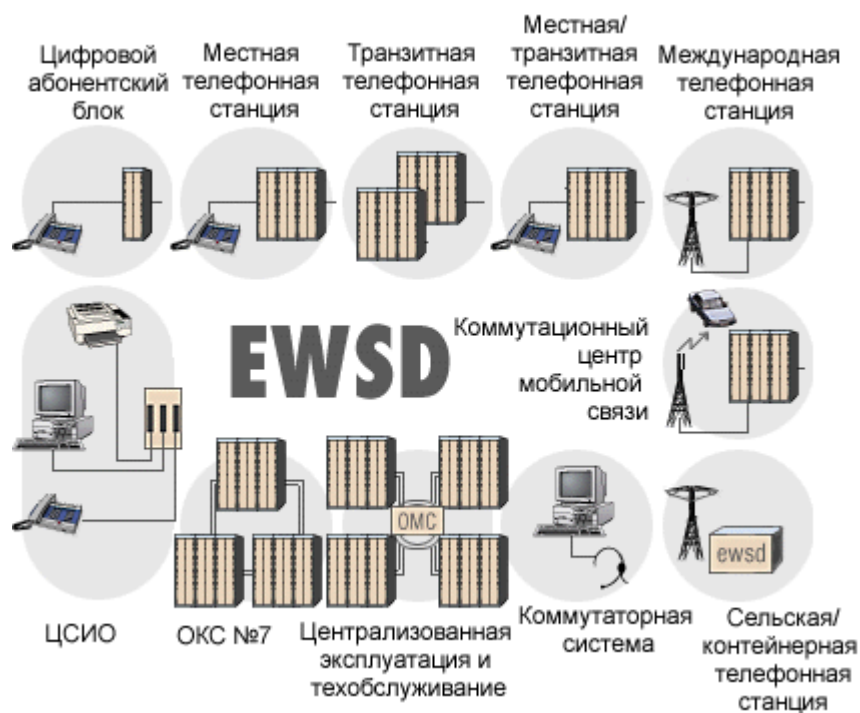 Цифровой
абонентский
блок
Местная
телефонная
станция
Транзитная
телефонная
станция
Местная/
транзитная
телефонная
станция
Международная
телефонная
станция
EWSD
Коммутационный
центр
мобильной
связи
OMC
ewsd
ЦСИО
ОКС №7
Централизованная
эксплуатация и
техобслуживание
Коммутаторная
система
Сельская/
контейнерная
телефонная
станция